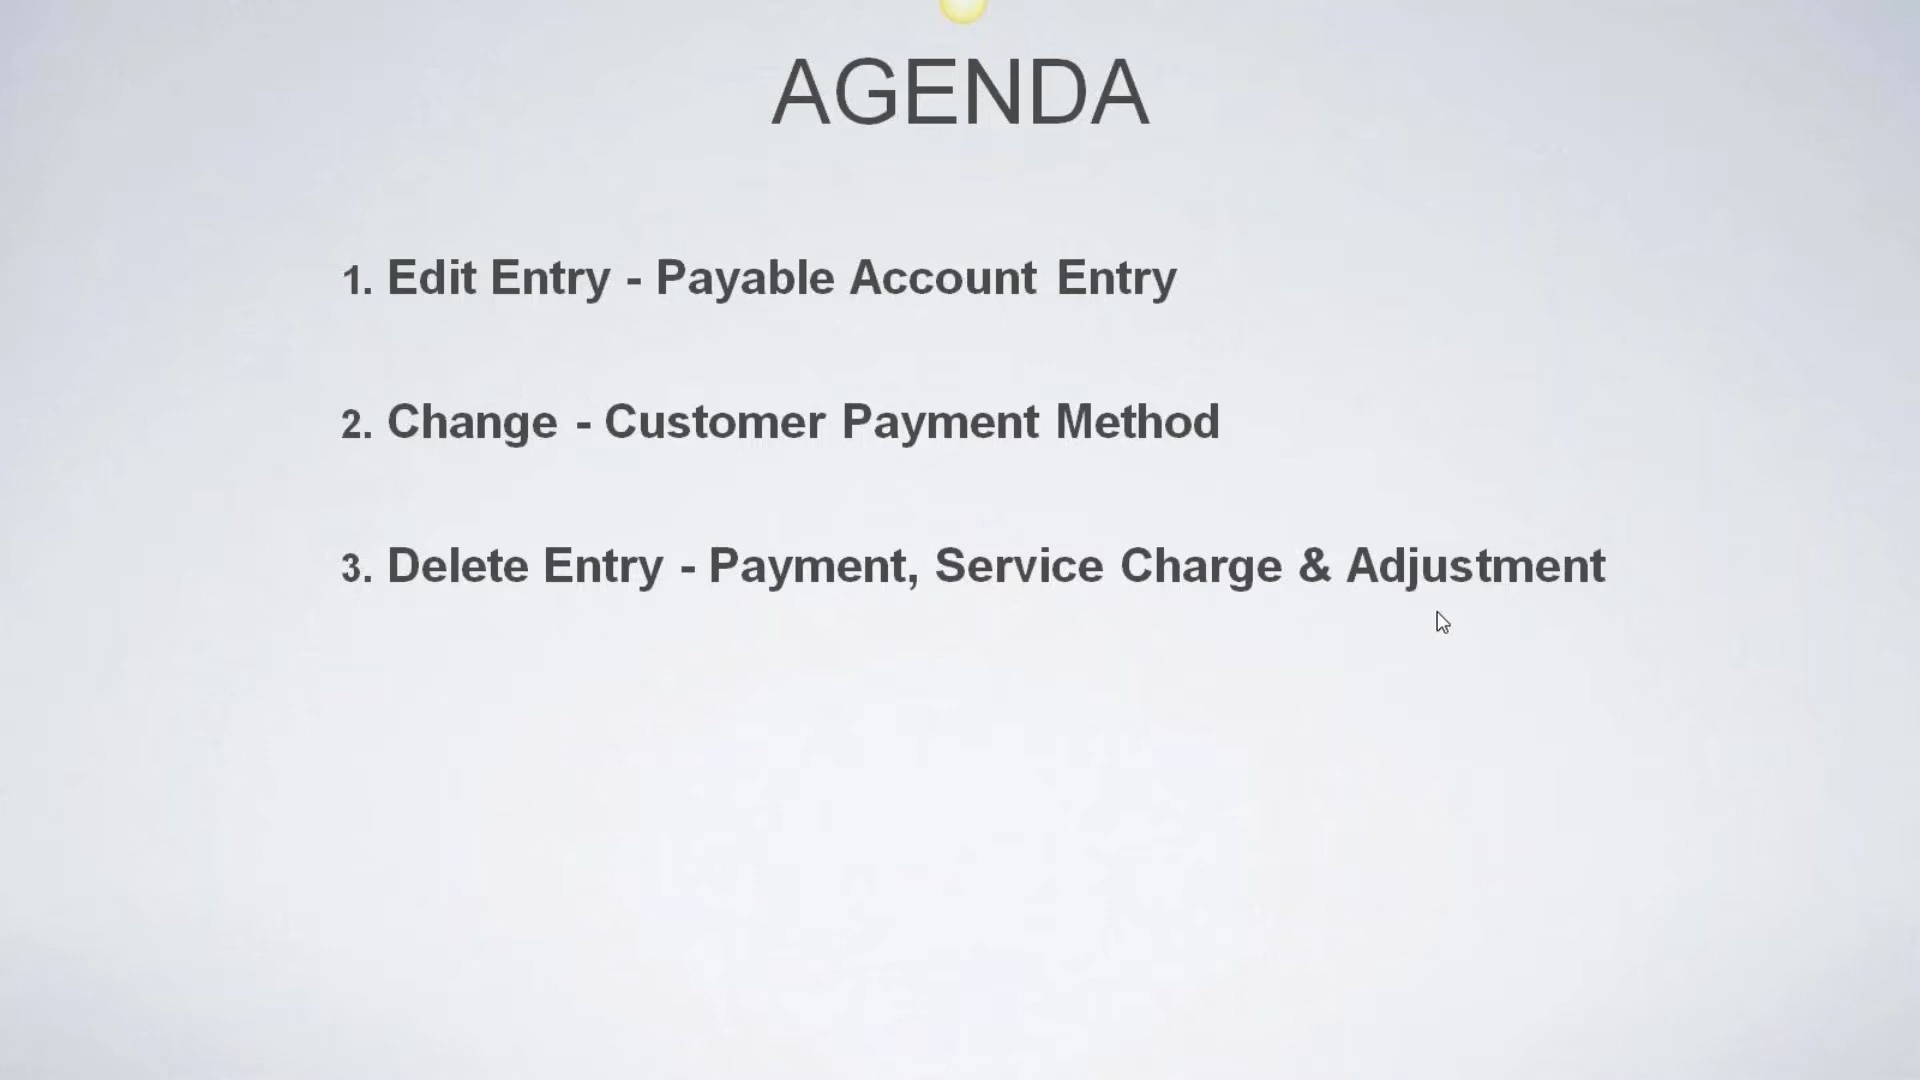 AGENDA
1. Edit Entry - Payable Account Entry
2. Change - Customer Payment Method
3. Delete Entry - Payment, Service Charge & Adjustment